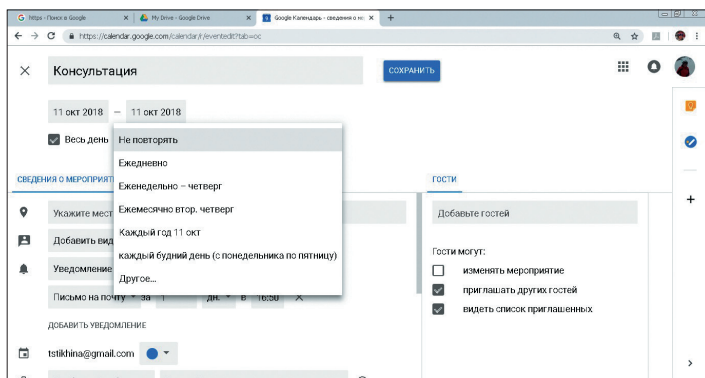 https - Поиск в Google
My Drive - Google Drive
Google Календарь - сведения о
https://calendar.google.com/calendar/r/eventedit?tab=oc
Консультация
СОХРАНИТЬ
11 окт 2018 – 11 окт 2018
Весь день
Не повторять
Ежедневно
Еженедельно – четверг
Ежемесячно втор. четверг
Каждый год 11 окт
каждый будний день (с понедельника по пятницу)
Другое...
СВЕДЕНИЯ О МЕРОПРИЯТ
Укажите мест
Добавить вид
Уведомление
Письмо на почту за 1 дн. в 16:50
ДОБАВИТЬ УВЕДОМЛЕНИЕ
tstikhina@gmail.com
ГОСТИ
Добавьте гостей
Гости могут:
изменять мероприятие
приглашать других гостей
видеть список приглашенных